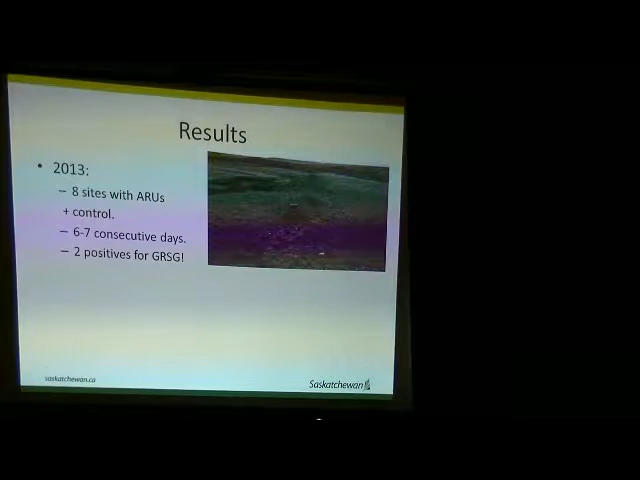 Results
• 2013:
– 8 sites with ARUs
+ control.
– 6-7 consecutive days.
– 2 positives for GRSG!
saskatchewan.ca
Saskatchewan